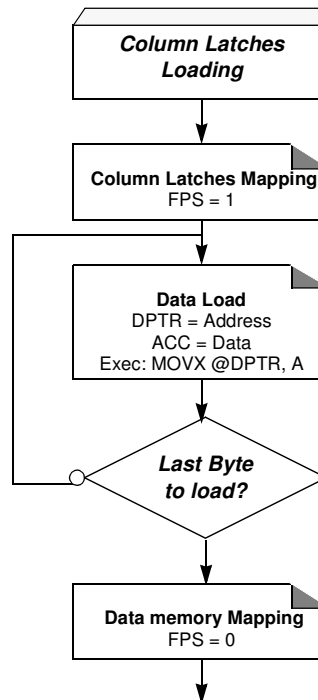 Column Latches
Loading
Column Latches Mapping
FPS = 1
Data Load
DPTR = Address
ACC = Data
Exec: MOVX @DPTR, A
Last Byte
to load?
Data memory Mapping
FPS = 0